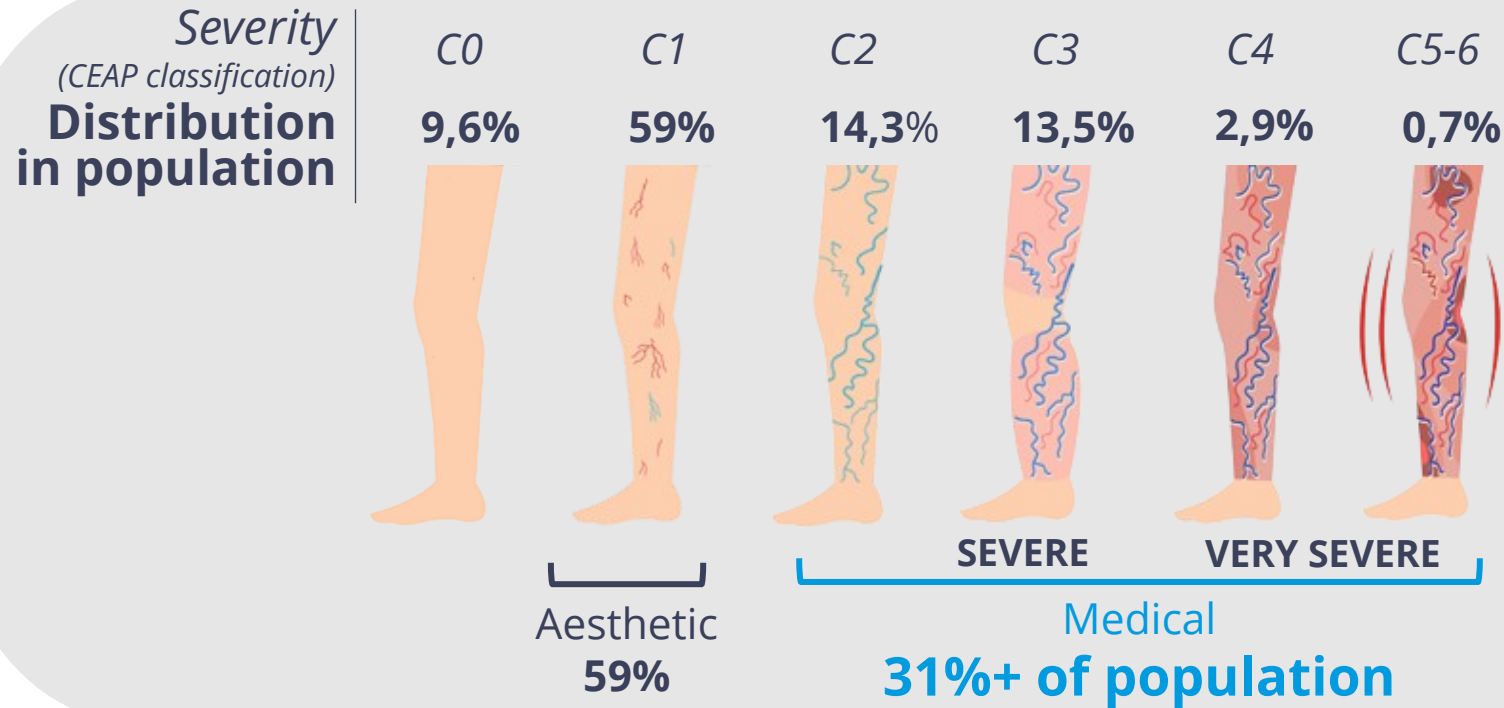 Severity
(CEAP classification)
Distribution
in population
C0 C1 C2 C3 C4 C5-6
9,6% 59% 14,3% 13,5% 2,9% 0,7%
SEVERE VERY SEVERE
Aesthetic
59%
Medical
31%+ of population